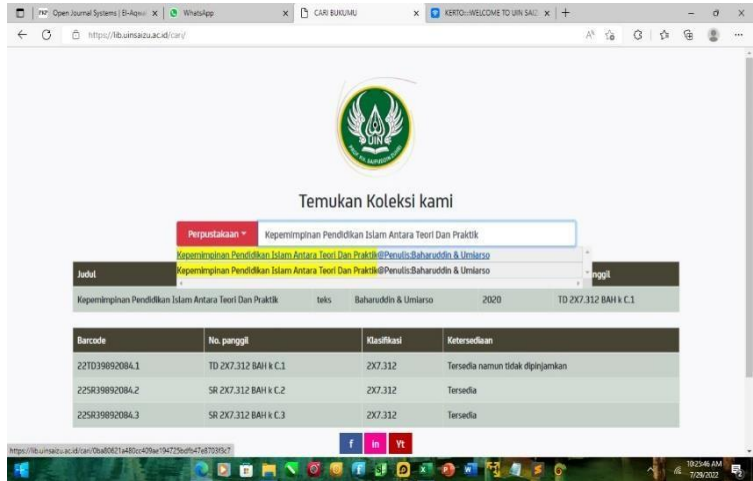 Open Journal Systems | El-Aqwal
WhatsApp
CARI BUKUMU
KERTO:::WELCOME TO UIN SAIZ
https://lib.uinsaizu.ac.id/cari/
UIN
Temukan Koleksi kami
Perpustakaan
Kepemimpinan Pendidikan Islam Antara Teori Dan Praktik
Kepemimpinan Pendidikan Islam Antara Teori Dan Praktik@Penulis:Baharuddin & Umiarso
Kepemimpinan Pendidikan Islam Antara Teori Dan Praktik@Penulis:Baharuddin & Umiarso
Judul nggil
Kepemimpinan Pendidikan Islam Antara Teori Dan Praktik teks Baharuddin & Umiarso 2020 TD 2X7.312 BAH k C.1
Barcode No. panggil Klasifikasi Ketersediaan
22TD39892084.1 TD 2X7.312 BAH k C.1 2X7.312 Tersedia namun tidak dipinjamkan
22SR39892084.2 SR 2X7.312 BAH k C.2 2X7.312 Tersedia
22SR39892084.3 SR 2X7.312 BAH k C.3 2X7.312 Tersedia
f in Yt
10:23:46 AM
7/29/2022